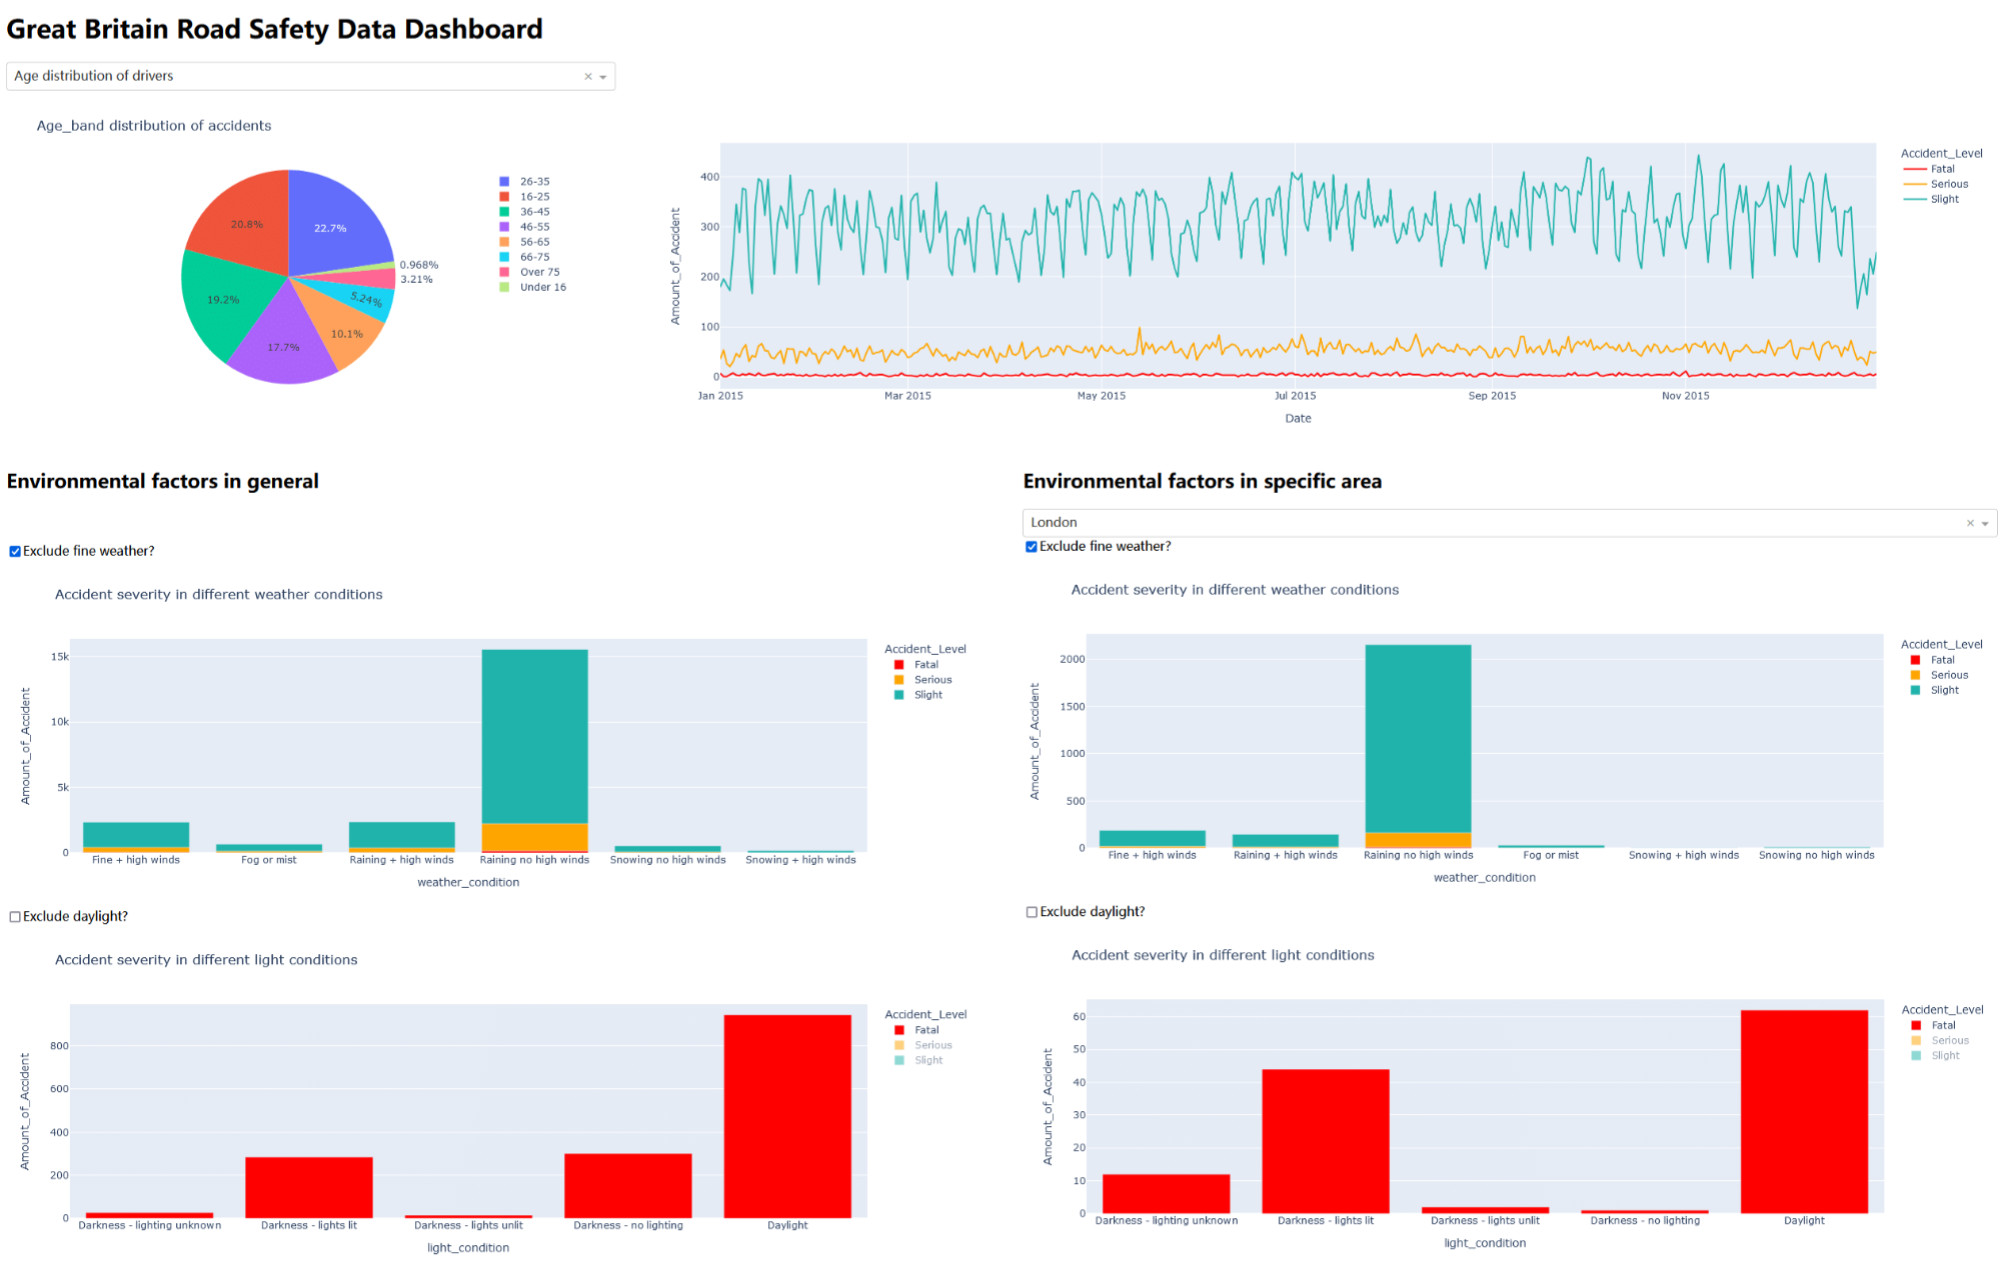 Great Britain Road Safety Data Dashboard
Age distribution of drivers
Age_band distribution of accidents
22.7%
20.8%
19.2%
17.7%
10.1%
5.24%
3.21%
0.968%
26-35
16-25
36-45
46-55
56-65
66-75
Over 75
Under 16
Amount_of_Accident
400
300
200
100
0
Jan 2015
Mar 2015
May 2015
Jul 2015
Sep 2015
Nov 2015
Date
Accident_Level
Fatal
Serious
Slight
Environmental factors in general
Exclude fine weather?
Accident severity in different weather conditions
Amount_of_Accident
15k
10k
5k
0
Fine + high winds
Fog or mist
Raining + high winds
Raining no high winds
Snowing no high winds
Snowing + high winds
weather_condition
Accident_Level
Fatal
Serious
Slight
Exclude daylight?
Accident severity in different light conditions
Amount_of_Accident
800
600
400
200
0
Darkness - lighting unknown
Darkness - lights lit
Darkness - lights unlit
Darkness - no lighting
Daylight
light_condition
Accident_Level
Fatal
Serious
Slight
Environmental factors in specific area
London
Exclude fine weather?
Accident severity in different weather conditions
Amount_of_Accident
2000
1500
1000
500
0
Fine + high winds
Raining + high winds
Raining no high winds
Fog or mist
Snowing + high winds
Snowing no high winds
weather_condition
Accident_Level
Fatal
Serious
Slight
Exclude daylight?
Accident severity in different light conditions
Amount_of_Accident
60
50
40
30
20
10
0
Darkness - lighting unknown
Darkness - lights lit
Darkness - lights unlit
Darkness - no lighting
Daylight
light_condition
Accident_Level
Fatal
Serious
Slight